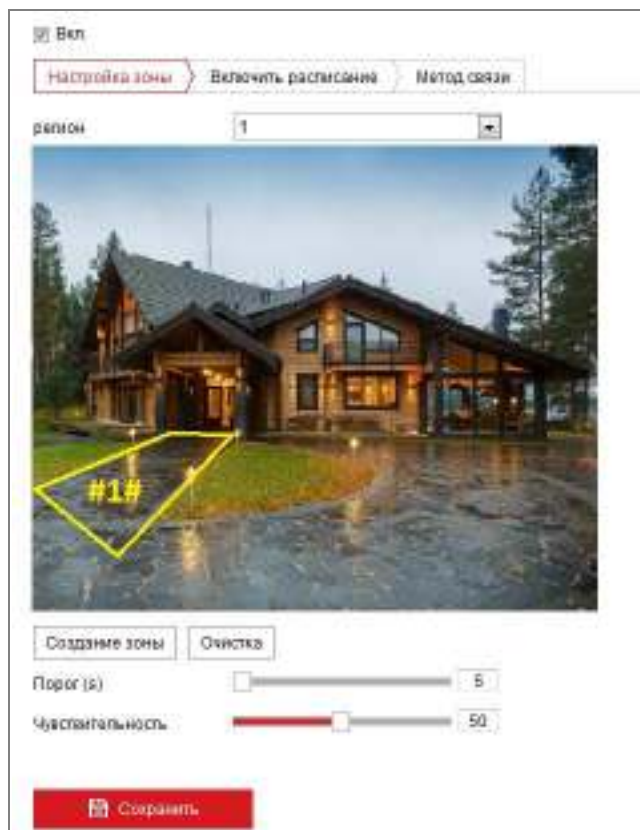 Вкл
Настройка зоны Включить расписание Метод связи
регион 1
#1#
Создание зоны Очистка
Порог (s) 5
Чувствительность 50
Сохранить